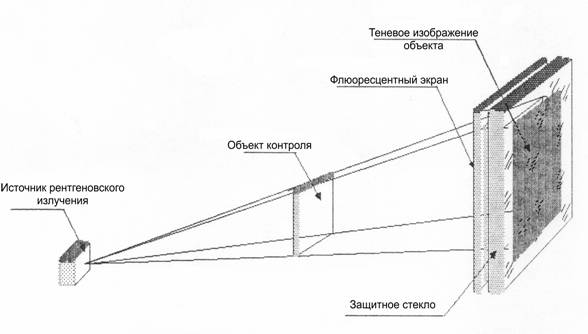 Теневое изображение
объекта
Флюоресцентный экран
Объект контроля
Источник рентгеновского
излучения
Защитное стекло